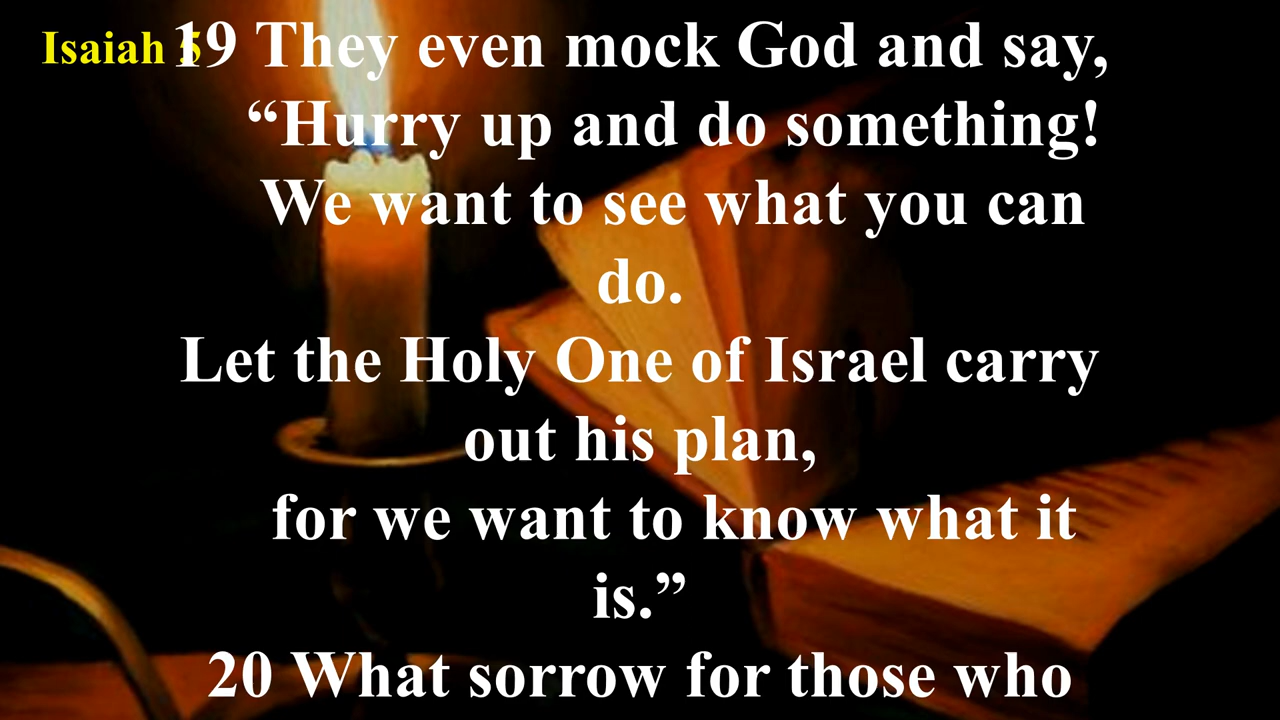 Isaiah 5
19 They even mock God and say,
“Hurry up and do something!
We want to see what you can
do.
Let the Holy One of Israel carry
out his plan,
for we want to know what it
is.”
20 What sorrow for those who